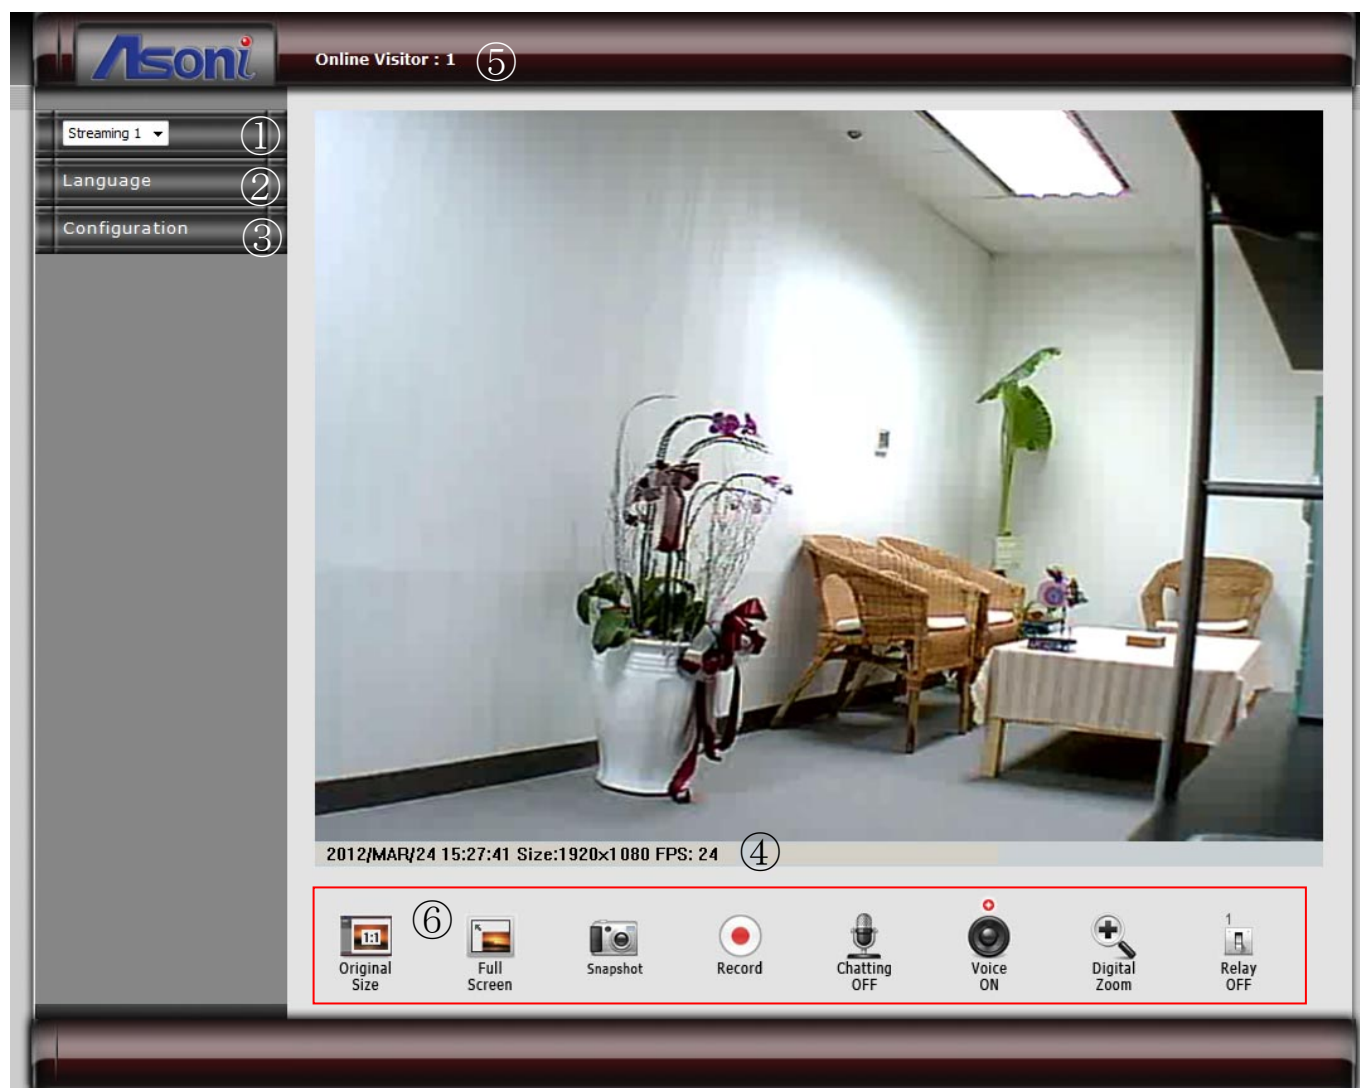 Asoni
Online Visitor : 1 ⑤
Streaming 1 ①
Language ②
Configuration ③
2012/MAR/24 15:27:41 Size:1920x1080 FPS: 24 ④
⑥
1:1
Original
Size
Full
Screen
Snapshot
Record
Chatting
OFF
Voice
ON
Digital
Zoom
1
Relay
OFF